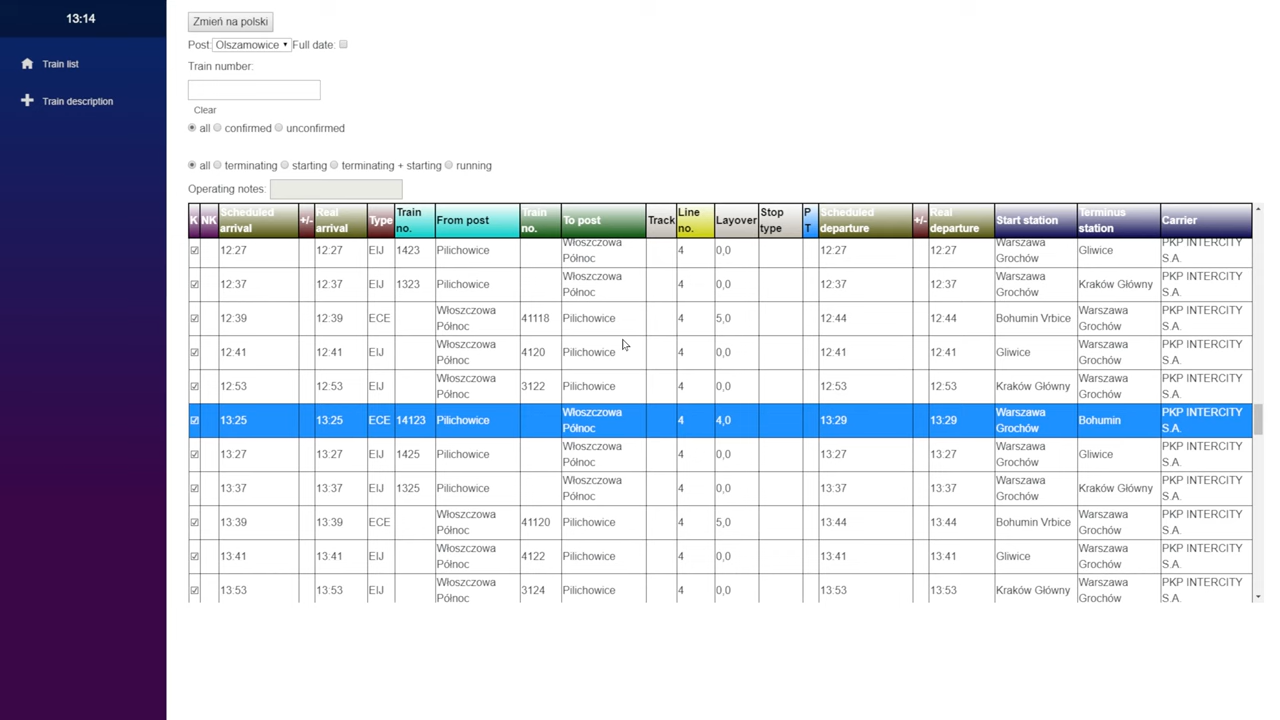 13:14
Train list
Train description
Zmień na polski
Post: Olszamowice Full date:
Train number:
Clear
all confirmed unconfirmed
all terminating starting terminating + starting running
Operating notes:
K NK Scheduled arrival +/- Real arrival Type Train no. From post Train no. To post Track Line no. Layover Stop type P T Scheduled departure +/- Real departure Start station Terminus station Carrier
12:27 12:27 EIJ 1423 Pilichowice Włoszczowa Północ 4 0,0 12:27 12:27 Warszawa Grochów Gliwice PKP INTERCITY S.A.
12:37 12:37 EIJ 1323 Pilichowice Włoszczowa Północ 4 0,0 12:37 12:37 Warszawa Grochów Kraków Główny PKP INTERCITY S.A.
12:39 12:39 ECE Włoszczowa Północ 41118 Pilichowice 4 5,0 12:44 12:44 Bohumin Vrbice Warszawa Grochów PKP INTERCITY S.A.
12:41 12:41 EIJ Włoszczowa Północ 4120 Pilichowice 4 0,0 12:41 12:41 Gliwice Warszawa Grochów PKP INTERCITY S.A.
12:53 12:53 EIJ Włoszczowa Północ 3122 Pilichowice 4 0,0 12:53 12:53 Kraków Główny Warszawa Grochów PKP INTERCITY S.A.
13:25 13:25 ECE 14123 Pilichowice Włoszczowa Północ 4 4,0 13:29 13:29 Warszawa Grochów Bohumin PKP INTERCITY S.A.
13:27 13:27 EIJ 1425 Pilichowice Włoszczowa Północ 4 0,0 13:27 13:27 Warszawa Grochów Gliwice PKP INTERCITY S.A.
13:37 13:37 EIJ 1325 Pilichowice Włoszczowa Północ 4 0,0 13:37 13:37 Warszawa Grochów Kraków Główny PKP INTERCITY S.A.
13:39 13:39 ECE Włoszczowa Północ 41120 Pilichowice 4 5,0 13:44 13:44 Bohumin Vrbice Warszawa Grochów PKP INTERCITY S.A.
13:41 13:41 EIJ Włoszczowa Północ 4122 Pilichowice 4 0,0 13:41 13:41 Gliwice Warszawa Grochów PKP INTERCITY S.A.
13:53 13:53 EIJ Włoszczowa Północ 3124 Pilichowice 4 0,0 13:53 13:53 Kraków Główny Warszawa Grochów PKP INTERCITY S.A.